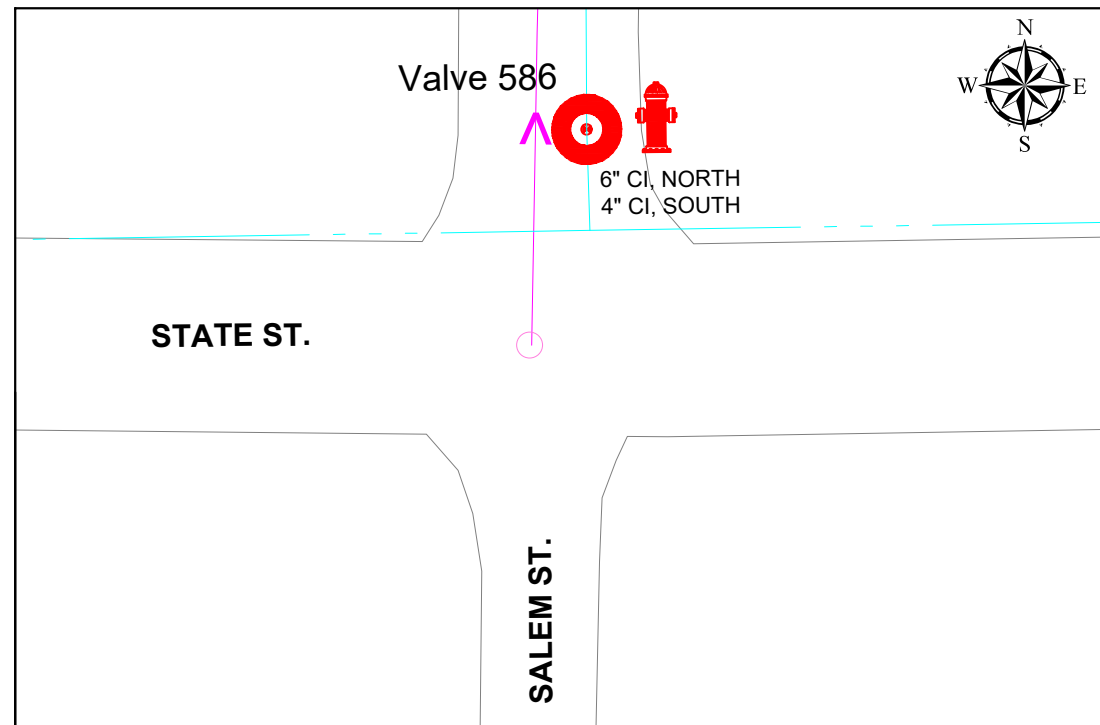 N
Valve 586
W
E
S
6" CI, NORTH
4" CI, SOUTH
STATE ST.
SALEM ST.